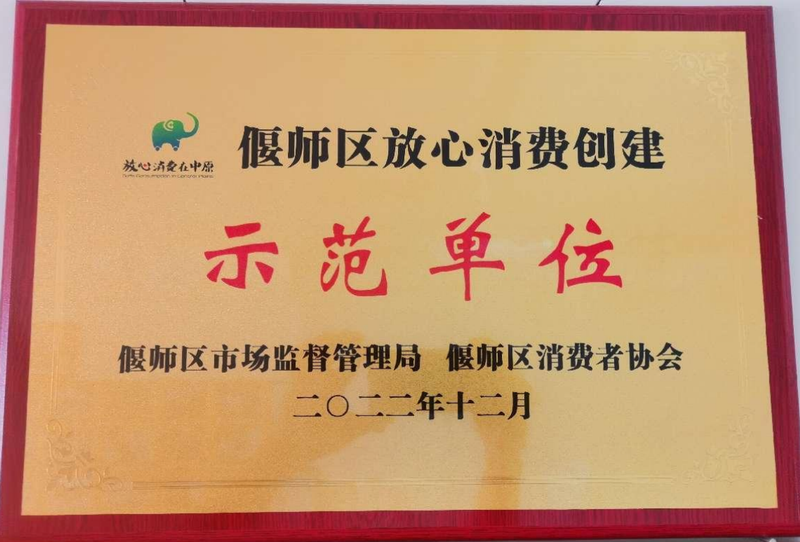 偃师区放心消费创建
放心消费在中原
示范单位
偃师区市场监督管理局 偃师区消费者协会
二〇二二年十二月